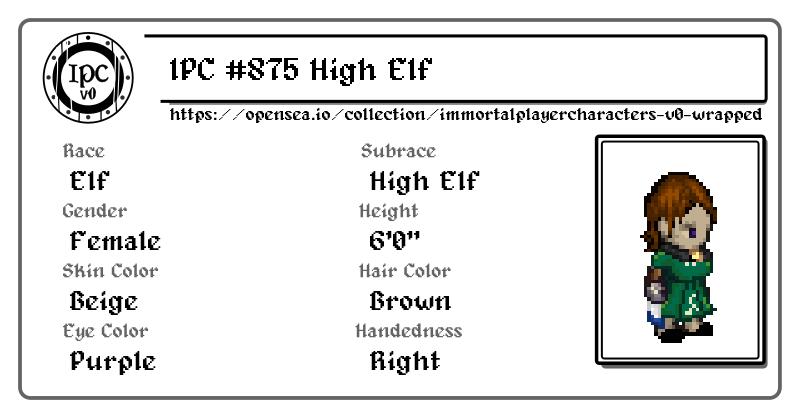 IPC
v0
IPC #875 High Elf
https://opensea.io/collection/immortalplayercharacters-v0-wrapped
Race
Subrace
Elf
High Elf
Gender
Height
Female
6'0"
Skin Color
Hair Color
Beige
Brown
Eye Color
Handedness
Purple
Right